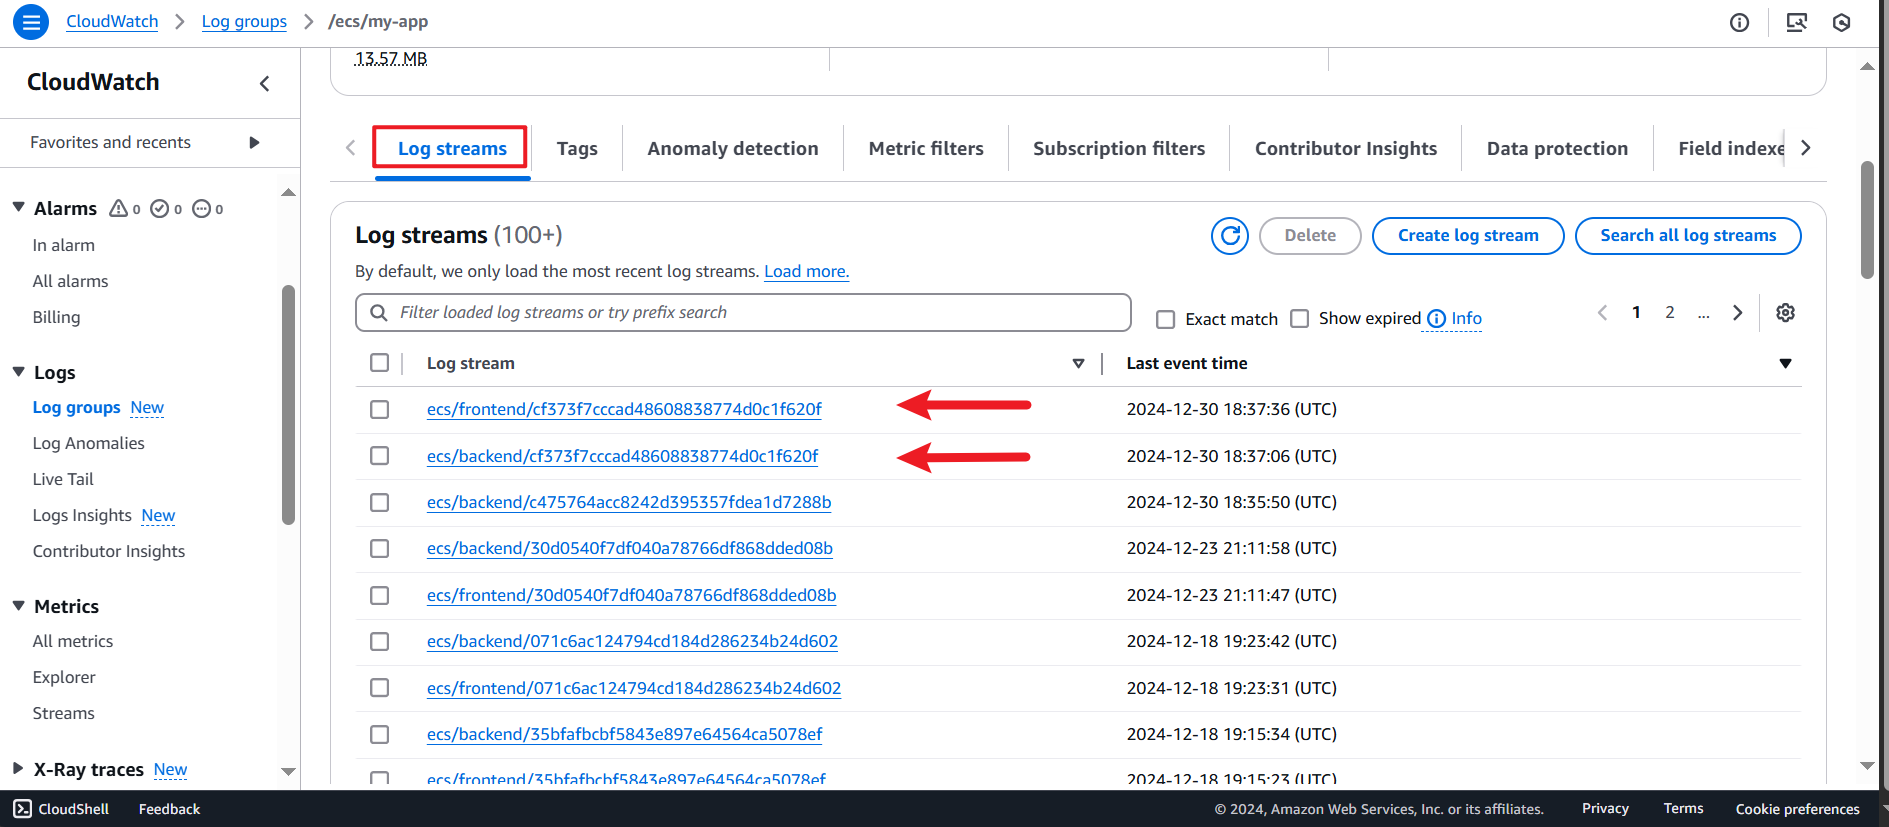 CloudWatch > Log groups > /ecs/my-app
CloudWatch
Favorites and recents
Alarms 0 0 0
In alarm
All alarms
Billing
Logs
Log groups New
Log Anomalies
Live Tail
Logs Insights New
Contributor Insights
Metrics
All metrics
Explorer
Streams
X-Ray traces New
13.57 MB
Log streams Tags Anomaly detection Metric filters Subscription filters Contributor Insights Data protection Field indexe
Log streams (100+)
Delete Create log stream Search all log streams
By default, we only load the most recent log streams. Load more.
Filter loaded log streams or try prefix search
Exact match Show expired Info
1 2 ...
Log stream Last event time
ecs/frontend/cf373f7cccad48608838774d0c1f620f 2024-12-30 18:37:36 (UTC)
ecs/backend/cf373f7cccad48608838774d0c1f620f 2024-12-30 18:37:06 (UTC)
ecs/backend/c475764acc8242d395357fdea1d7288b 2024-12-30 18:35:50 (UTC)
ecs/backend/30d0540f7df040a78766df868dded08b 2024-12-23 21:11:58 (UTC)
ecs/frontend/30d0540f7df040a78766df868dded08b 2024-12-23 21:11:47 (UTC)
ecs/backend/071c6ac124794cd184d286234b24d602 2024-12-18 19:23:42 (UTC)
ecs/frontend/071c6ac124794cd184d286234b24d602 2024-12-18 19:23:31 (UTC)
ecs/backend/35bfafbcbf5843e897e64564ca5078ef 2024-12-18 19:15:34 (UTC)
ecs/frontend/35bfafbcbf5843e897e64564ca5078ef 2024-12-18 19:15:23 (UTC)
CloudShell Feedback © 2024, Amazon Web Services, Inc. or its affiliates. Privacy Terms Cookie preferences